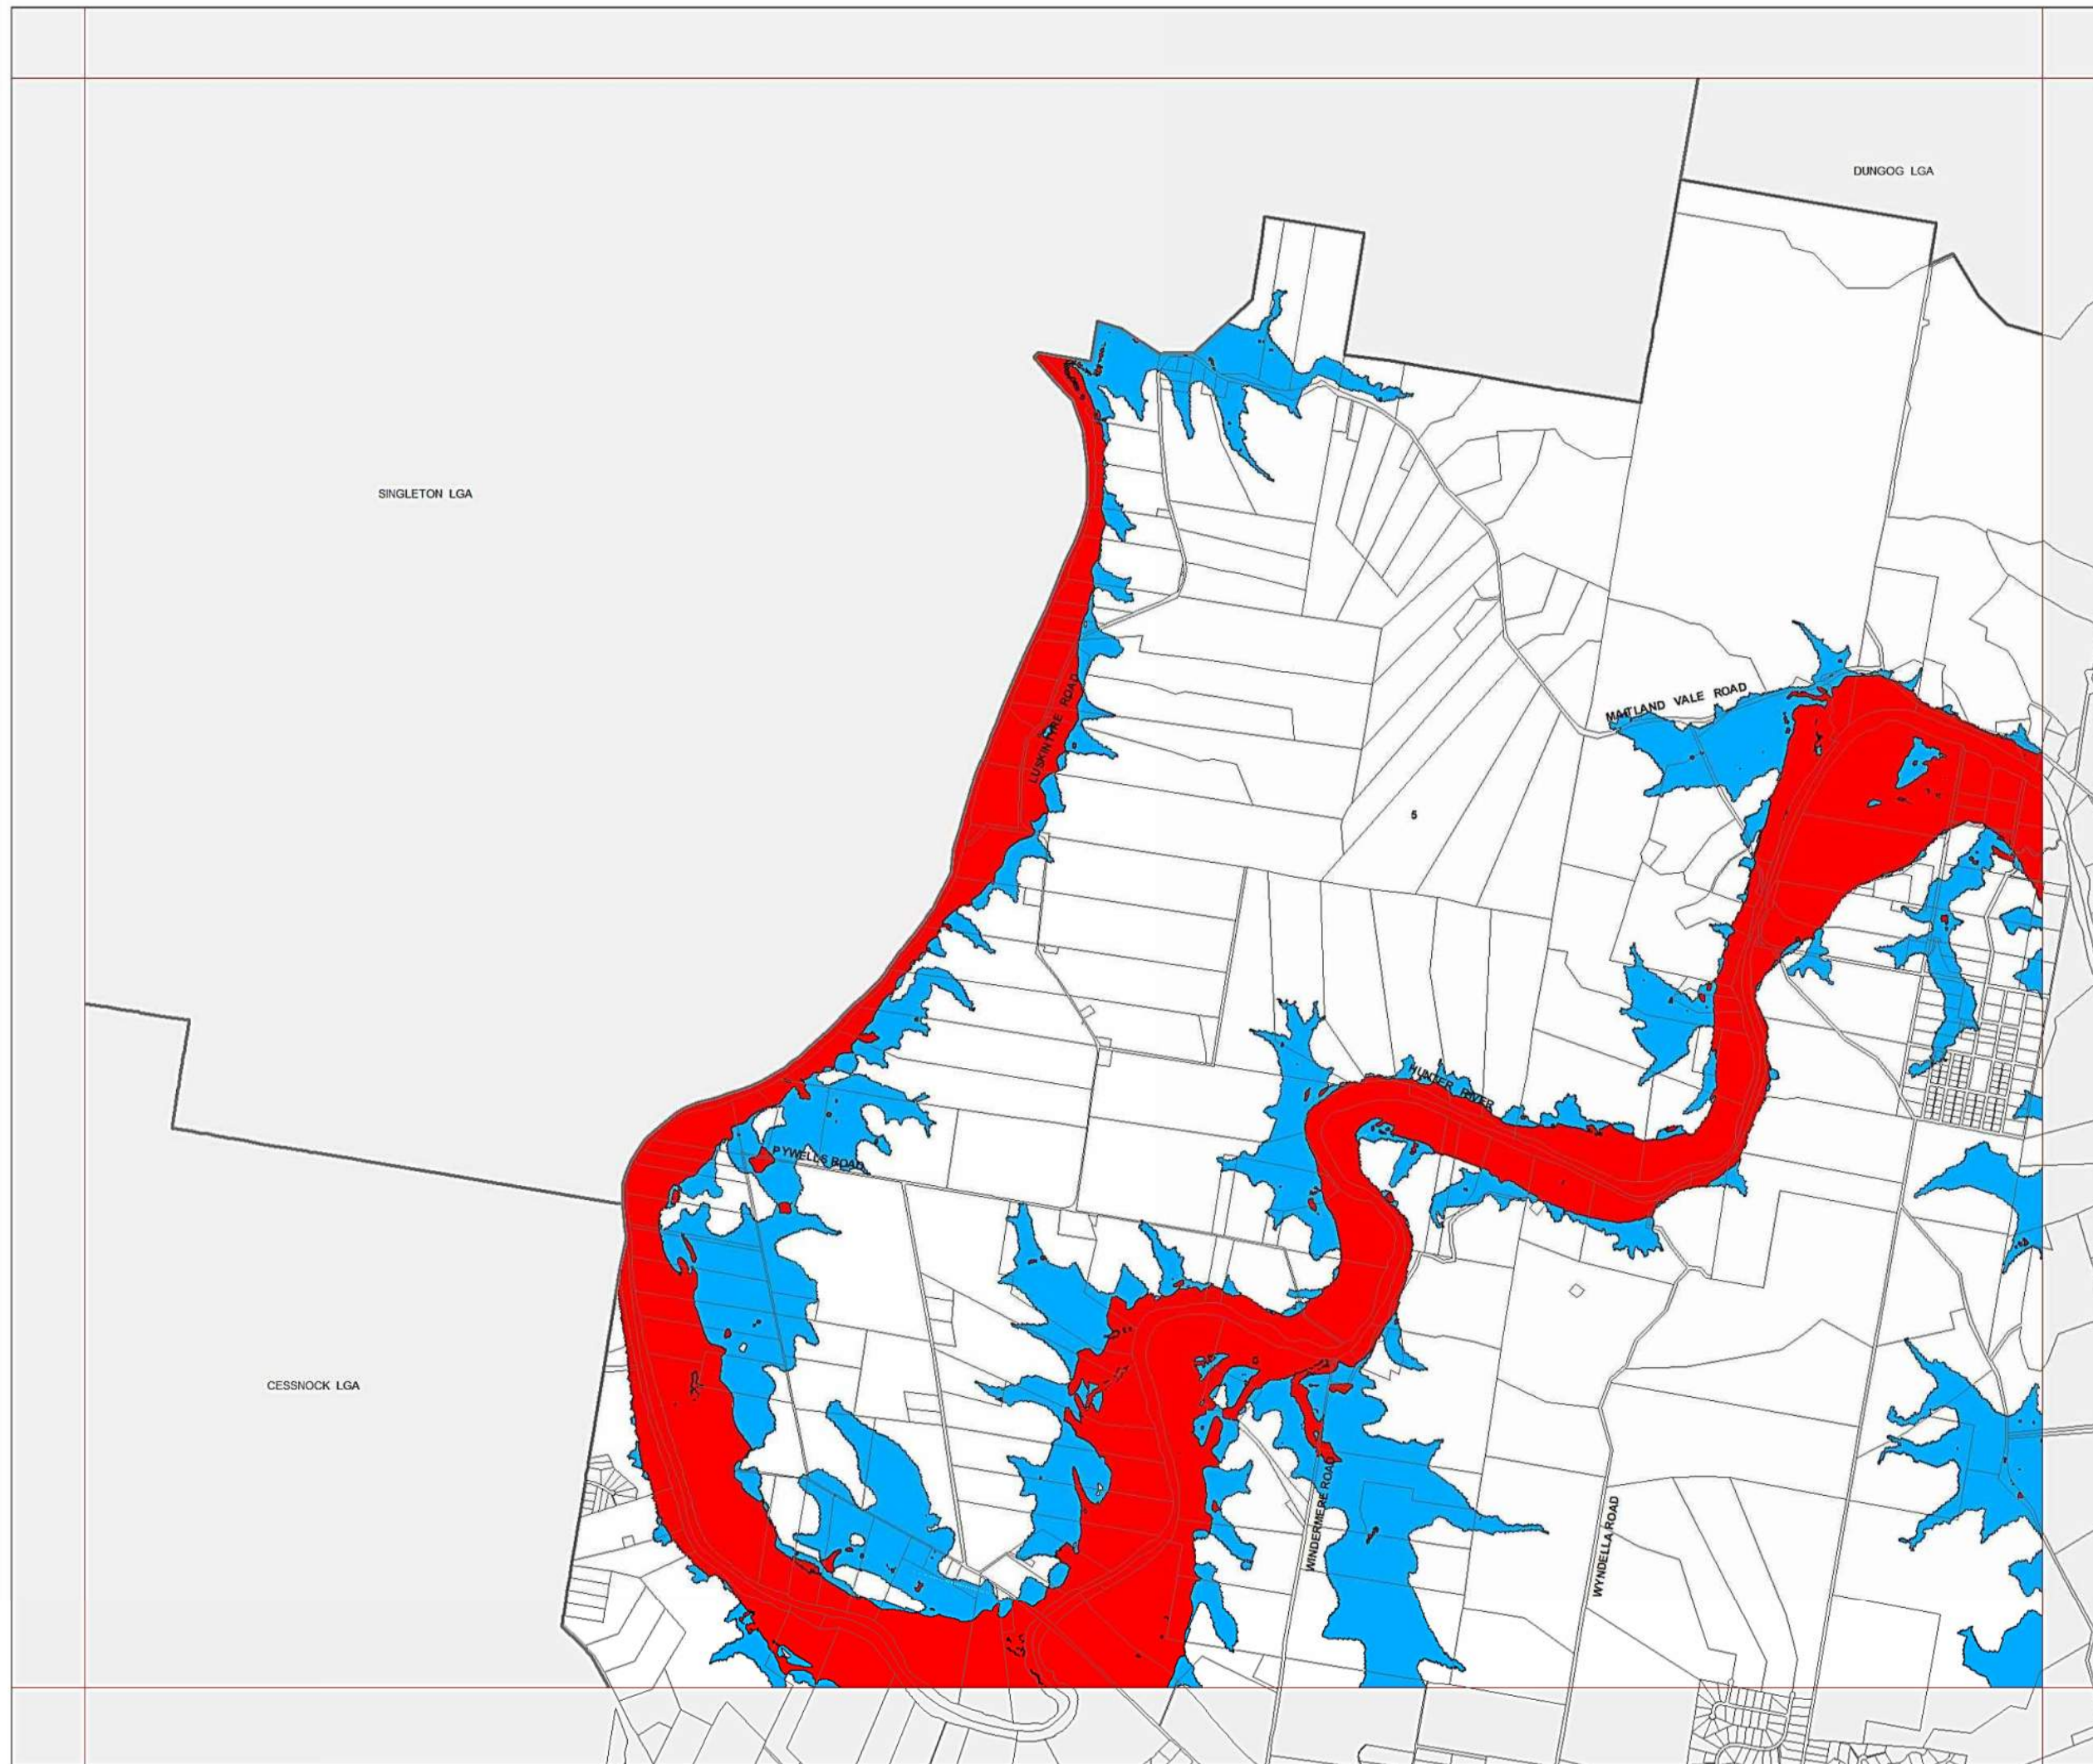 DUNGOG LGA
SINGLETON LGA
MAITLAND VALE ROAD
LUSKINTYRE ROAD
5
HUNTER RIVER
PYWELLS ROAD
CESSNOCK LGA
WINDERMERE ROAD
WYNDELLA ROAD